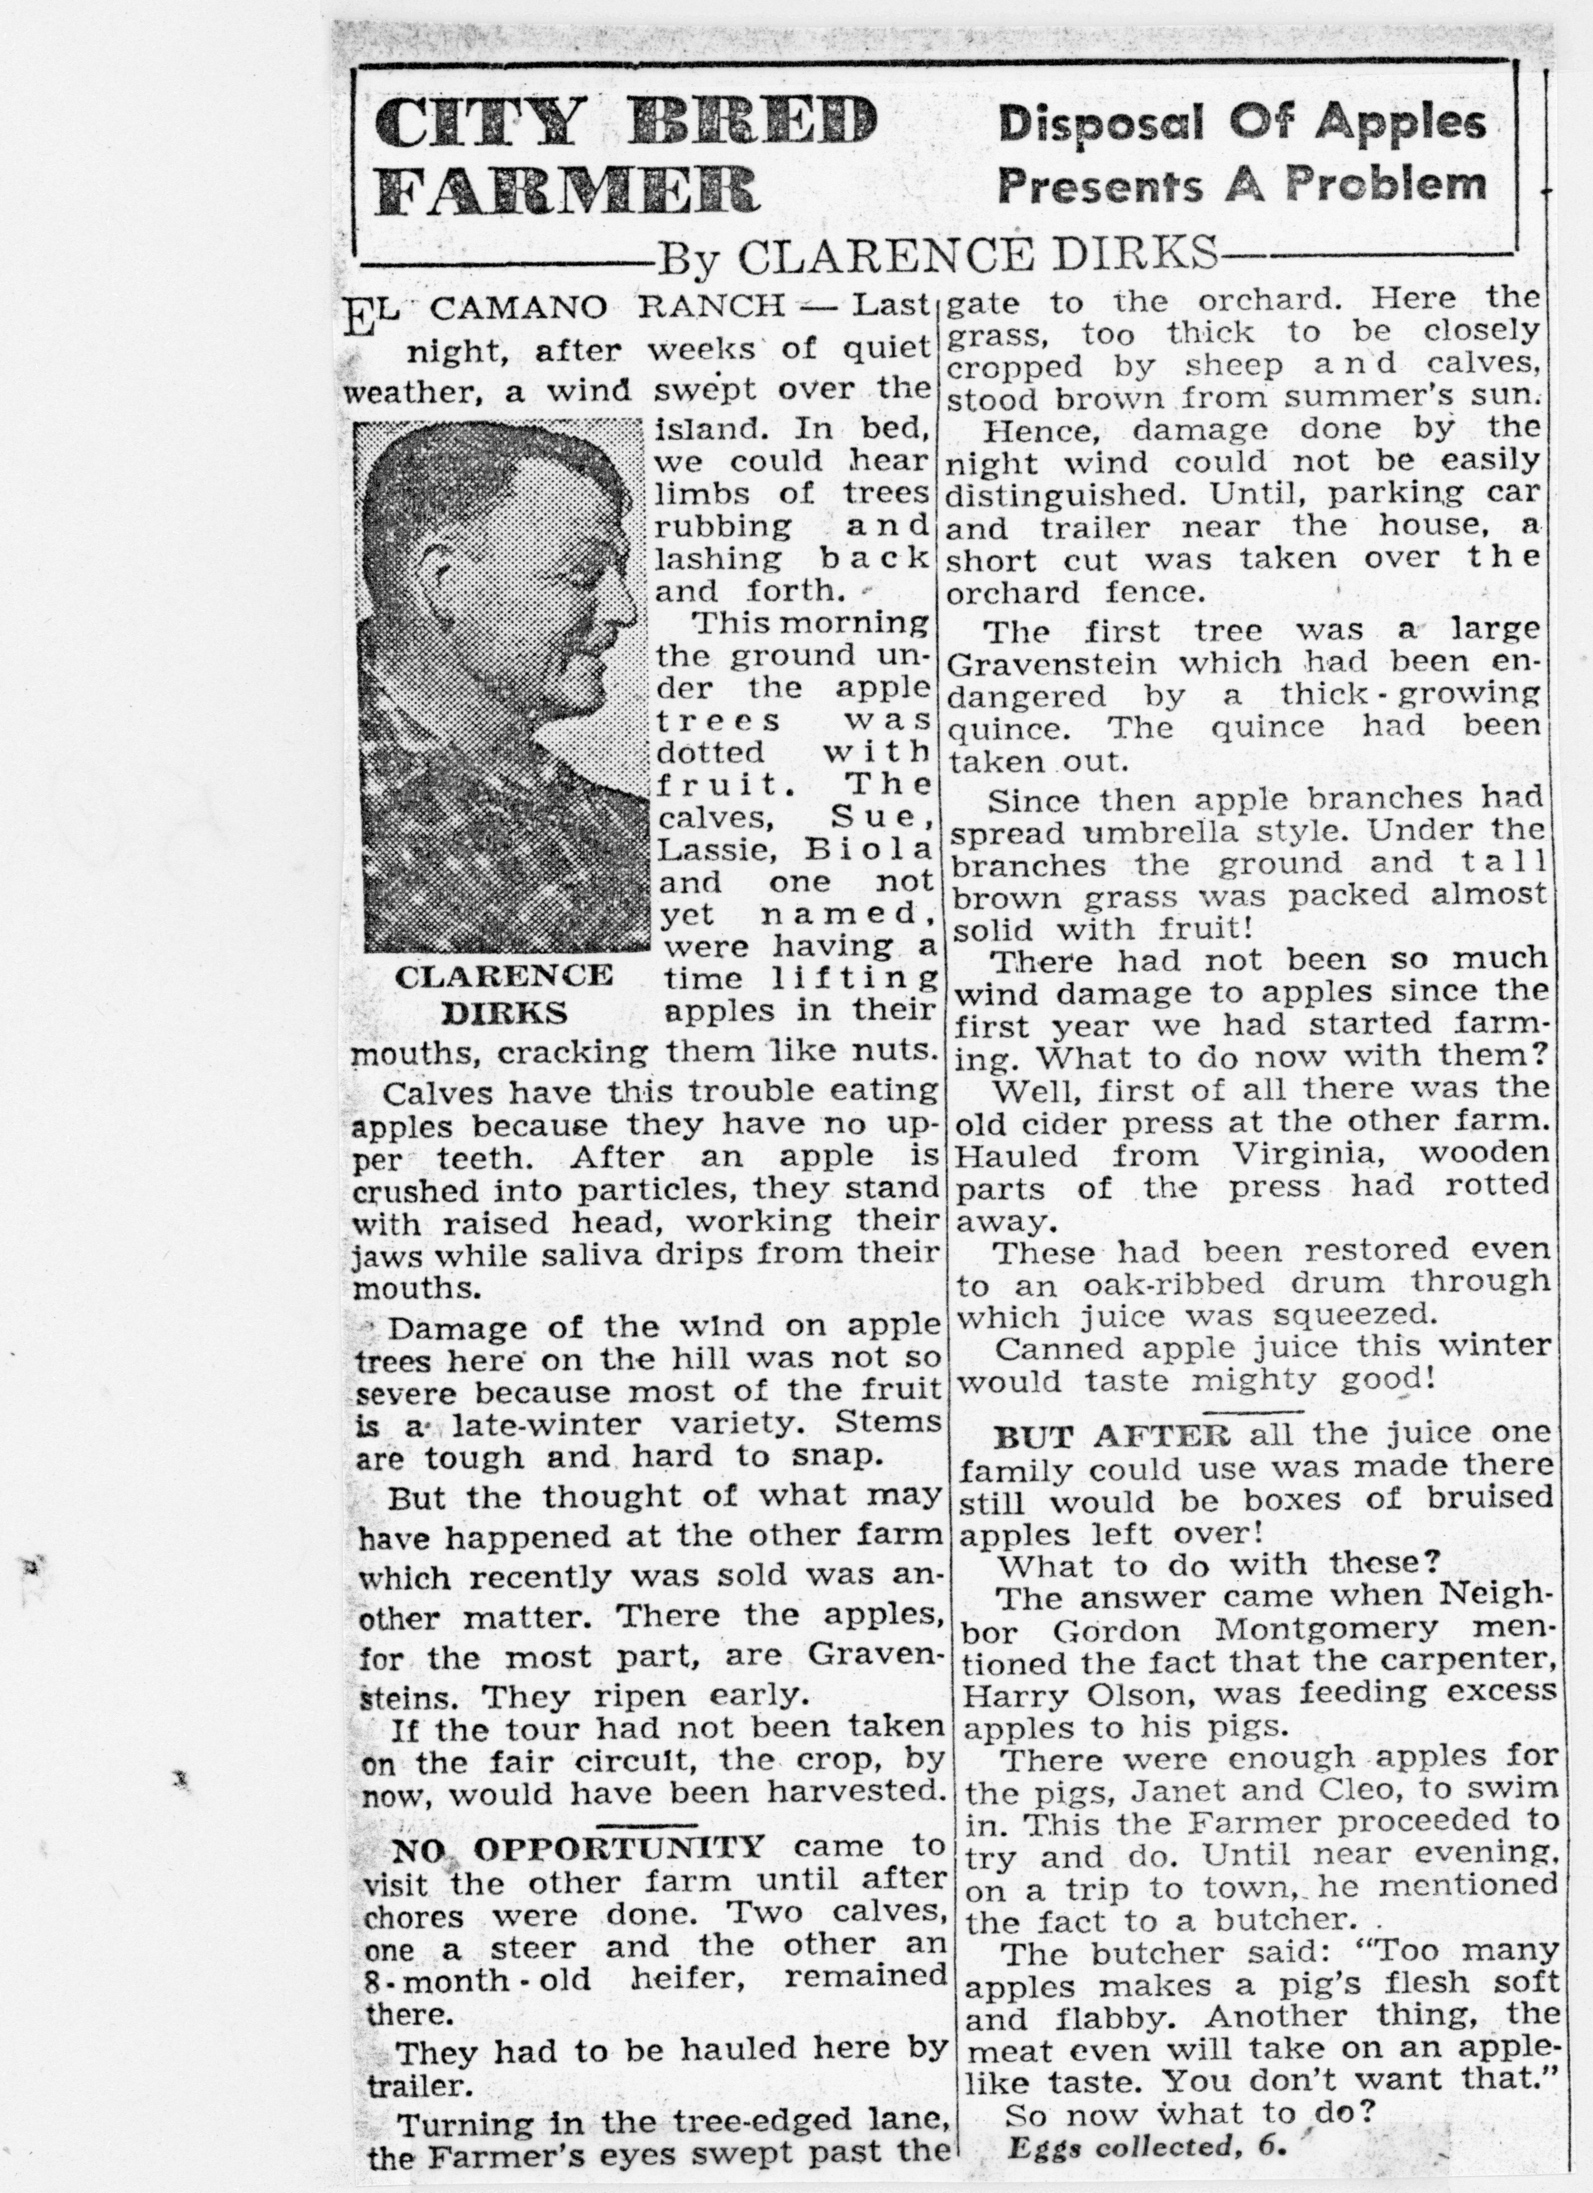 CITY BRED
FARMER
Disposal Of Apples
Presents A Problem
By CLARENCE DIRKS
EL CAMANO RANCH — Last
night, after weeks of quiet
weather, a wind swept over the
island. In bed,
we could hear
limbs of trees
rubbing and
lashing back
and forth.
This morning
the ground un-
der the apple
trees was
dotted with
fruit. The
calves, Sue,
Lassie, Biola
and one not
yet named,
were having a
time lifting
apples in their
CLARENCE
DIRKS
mouths, cracking them like nuts.
Calves have this trouble eating
apples because they have no up-
per teeth. After an apple is
crushed into particles, they stand
with raised head, working their
jaws while saliva drips from their
mouths.
Damage of the wind on apple
trees here on the hill was not so
severe because most of the fruit
is a late-winter variety. Stems
are tough and hard to snap.
But the thought of what may
have happened at the other farm
which recently was sold was an-
other matter. There the apples,
for the most part, are Graven-
steins. They ripen early.
If the tour had not been taken
on the fair circuit, the crop, by
now, would have been harvested.
NO OPPORTUNITY came to
visit the other farm until after
chores were done. Two calves,
one a steer and the other an
8-month-old heifer, remained
there.
They had to be hauled here by
trailer.
Turning in the tree-edged lane,
the Farmer's eyes swept past the
gate to the orchard. Here the
grass, too thick to be closely
cropped by sheep and calves,
stood brown from summer's sun.
Hence, damage done by the
night wind could not be easily
distinguished. Until, parking car
and trailer near the house, a
short cut was taken over the
orchard fence.
The first tree was a large
Gravenstein which had been en-
dangered by a thick-growing
quince. The quince had been
taken out.
Since then apple branches had
spread umbrella style. Under the
branches the ground and tall
brown grass was packed almost
solid with fruit!
There had not been so much
wind damage to apples since the
first year we had started farm-
ing. What to do now with them?
Well, first of all there was the
old cider press at the other farm.
Hauled from Virginia, wooden
parts of the press had rotted
away.
These had been restored even
to an oak-ribbed drum through
which juice was squeezed.
Canned apple juice this winter
would taste mighty good!
BUT AFTER all the juice one
family could use was made there
still would be boxes of bruised
apples left over!
What to do with these?
The answer came when Neigh-
bor Gordon Montgomery men-
tioned the fact that the carpenter,
Harry Olson, was feeding excess
apples to his pigs.
There were enough apples for
the pigs, Janet and Cleo, to swim
in. This the Farmer proceeded to
try and do. Until near evening,
on a trip to town, he mentioned
the fact to a butcher.
The butcher said: “Too many
apples makes a pig's flesh soft
and flabby. Another thing, the
meat even will take on an apple-
like taste. You don't want that.”
So now what to do?
Eggs collected, 6.